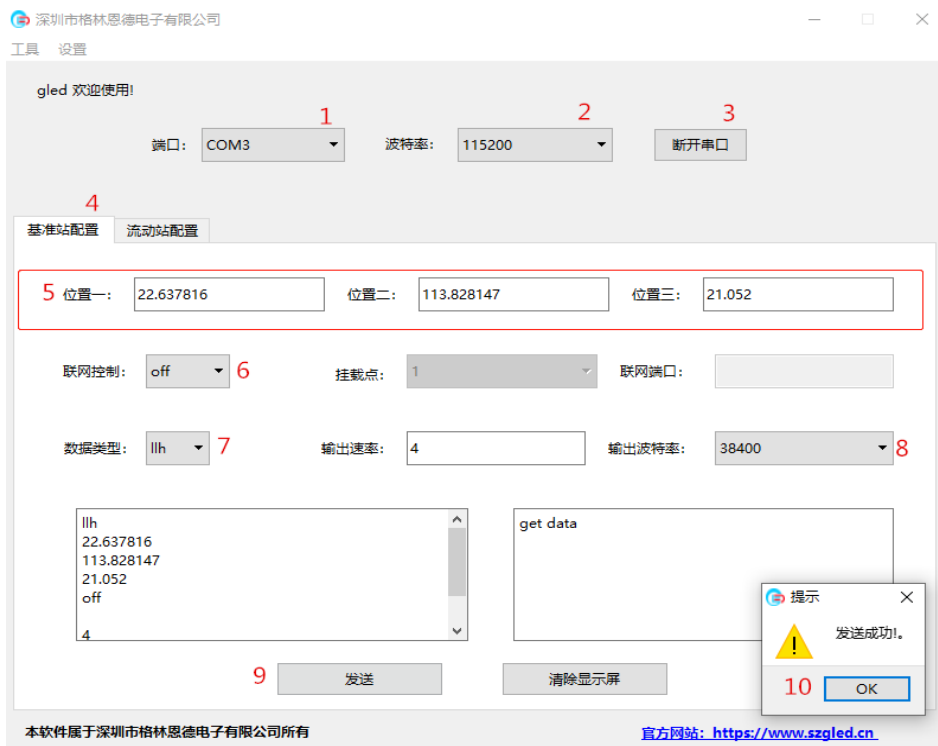 深圳市格林恩德电子有限公司
工具 设置
gled 欢迎使用!
1 2 3
端口: COM3 波特率: 115200 断开串口
4
基准站配置 流动站配置
5 位置一: 22.637816 位置二: 113.828147 位置三: 21.052
联网控制: off 6 挂载点: 1 联网端口:
数据类型: llh 7 输出速率: 4 输出波特率: 38400 8
llh
22.637816
113.828147
21.052
off
4
get data
提示
发送成功!。
10 OK
9 发送 清除显示屏
本软件属于深圳市格林恩德电子有限公司所有 官方网站: https://www.szgled.cn